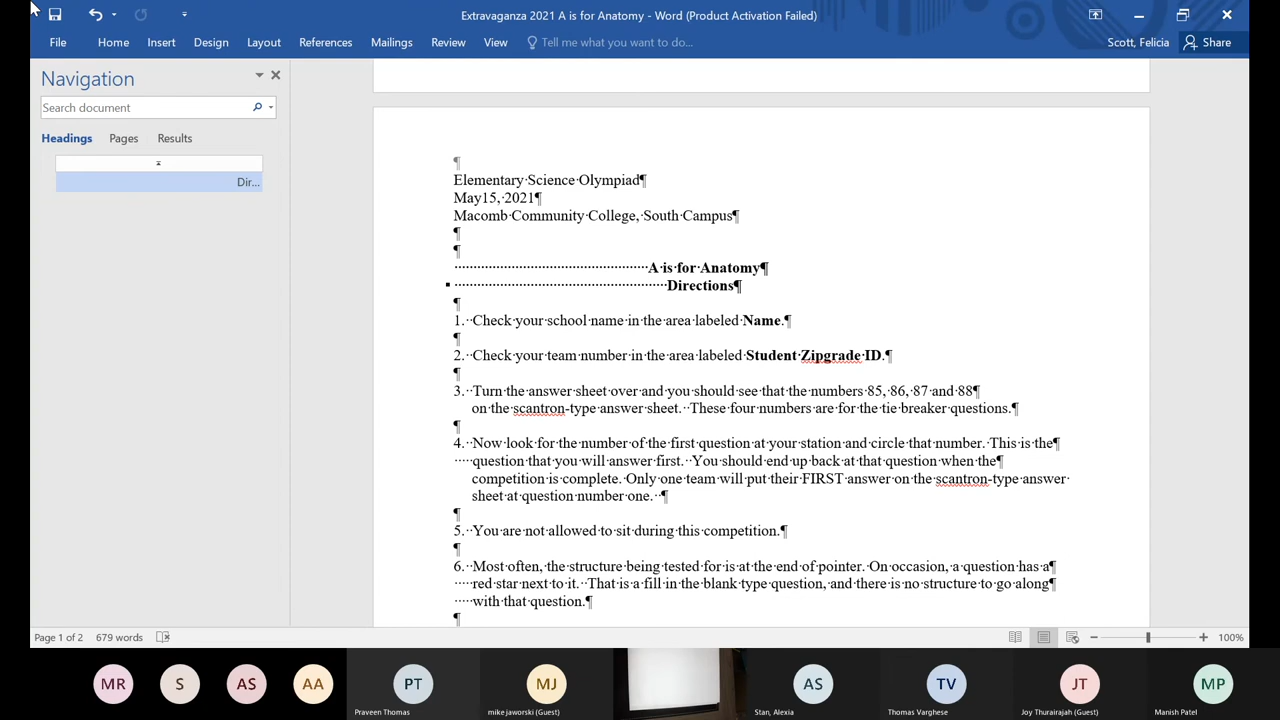 Extravaganza 2021 A is for Anatomy - Word (Product Activation Failed)
File Home Insert Design Layout References Mailings Review View Tell me what you want to do... Scott, Felicia Share
Navigation
Search document
Headings Pages Results
Dir...
Elementary Science Olympiad
May15, 2021
Macomb Community College, South Campus
A is for Anatomy
Directions
1. Check your school name in the area labeled Name.
2. Check your team number in the area labeled Student Zipgrade ID.
3. Turn the answer sheet over and you should see that the numbers 85, 86, 87 and 88
on the scantron-type answer sheet. These four numbers are for the tie breaker questions.
4. Now look for the number of the first question at your station and circle that number. This is the
question that you will answer first. You should end up back at that question when the
competition is complete. Only one team will put their FIRST answer on the scantron-type answer
sheet at question number one.
5. You are not allowed to sit during this competition.
6. Most often, the structure being tested for is at the end of pointer. On occasion, a question has a
red star next to it. That is a fill in the blank type question, and there is no structure to go along
with that question.
Page 1 of 2 679 words 100%
MR S AS AA PT MJ AS TV JT MP
Praveen Thomas mike jaworski (Guest) Stan, Alexia Thomas Varghese Joy Thurairajah (Guest) Manish Patel